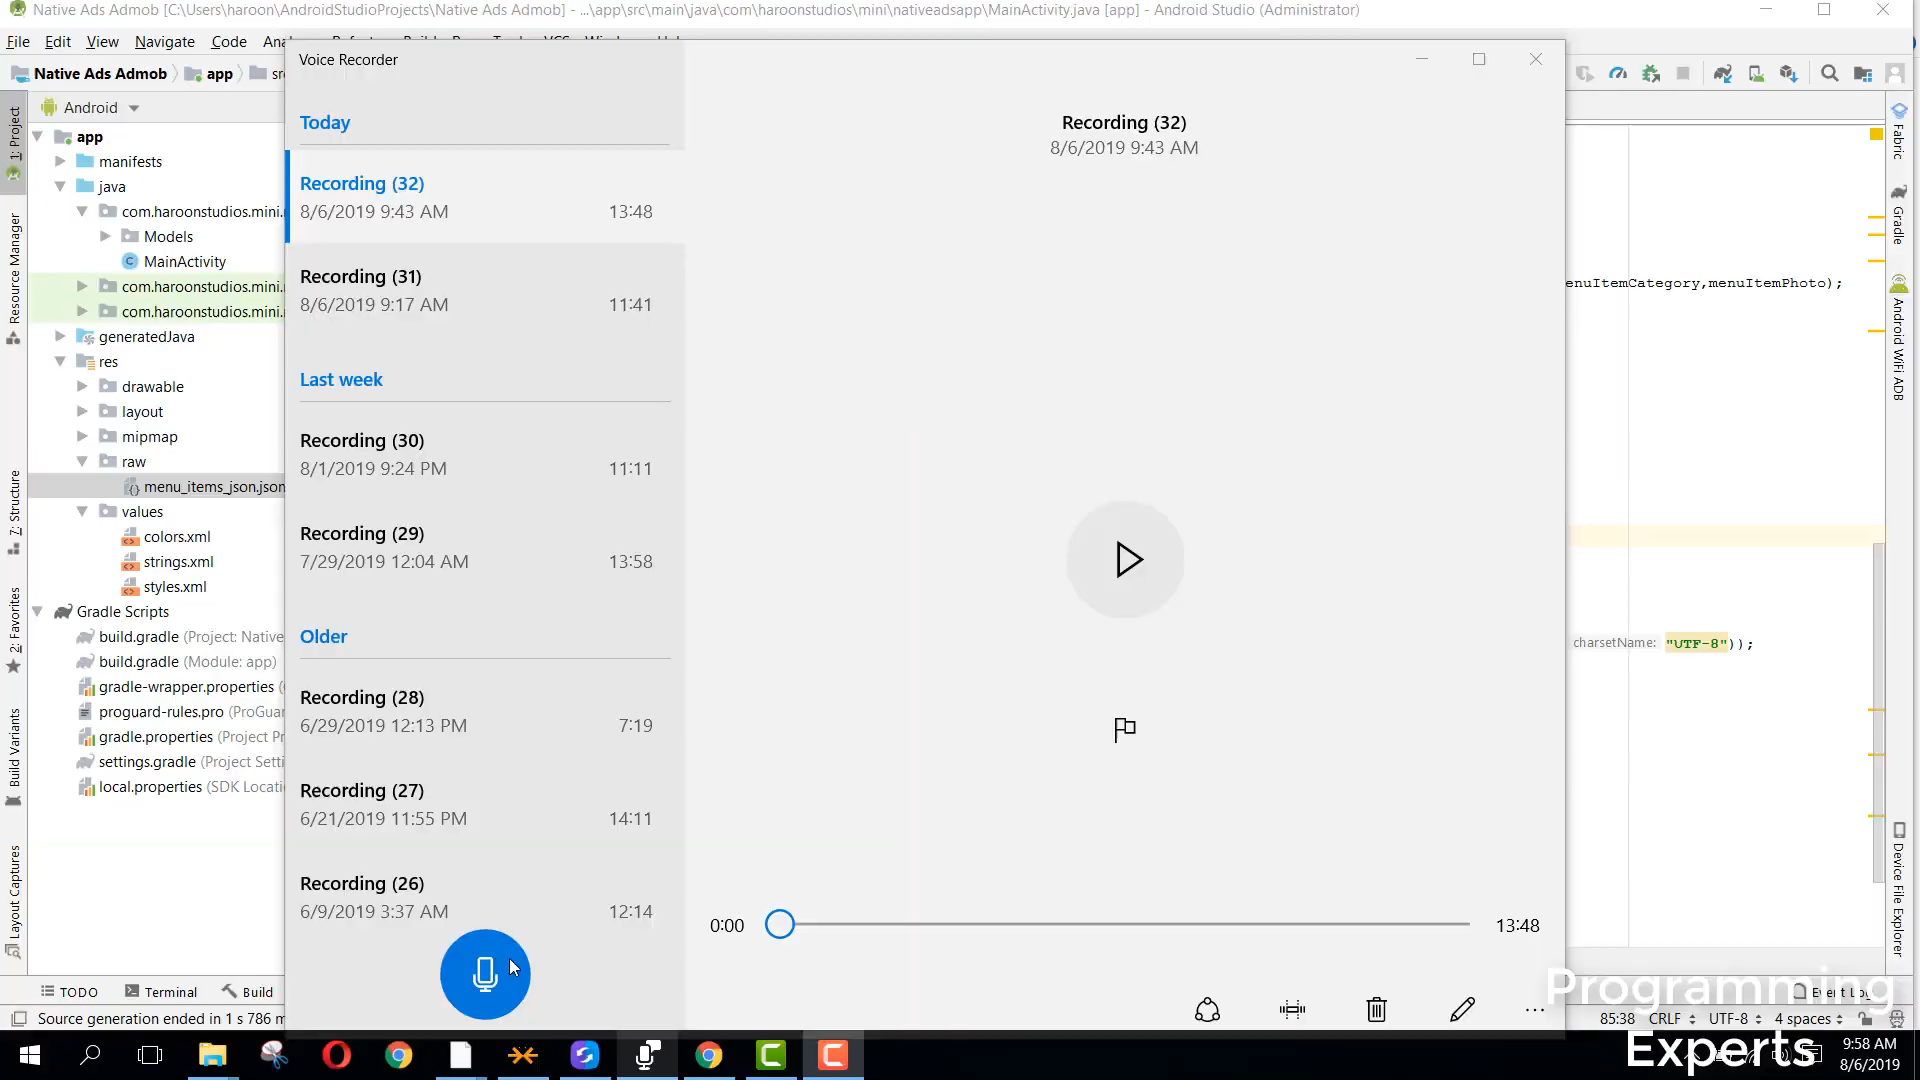 Native Ads Admob [C:\Users\haroon\AndroidStudioProjects\Native Ads Admob] - ...\app\src\main\java\com\haroonstudios\mini\nativeadsapp\MainActivity.java [app] - Android Studio (Administrator)
File Edit View Navigate Code
Native Ads Admob app
Android
app
manifests
java
com.haroonstudios.mini.
Models
MainActivity
com.haroonstudios.mini.
com.haroonstudios.mini.
generatedJava
res
drawable
layout
mipmap
raw
menu_items_json.json
values
colors.xml
strings.xml
styles.xml
Gradle Scripts
build.gradle (Project: Native
build.gradle (Module: app)
gradle-wrapper.properties
proguard-rules.pro (ProGua
gradle.properties (Project Pr
settings.gradle (Project Setti
local.properties (SDK Locati
1: Project
Resource Manager
7: Structure
2: Favorites
Build Variants
Layout Captures
Voice Recorder
Today
Recording (32)
8/6/2019 9:43 AM 13:48
Recording (31)
8/6/2019 9:17 AM 11:41
Last week
Recording (30)
8/1/2019 9:24 PM 11:11
Recording (29)
7/29/2019 12:04 AM 13:58
Older
Recording (28)
6/29/2019 12:13 PM 7:19
Recording (27)
6/21/2019 11:55 PM 14:11
Recording (26)
6/9/2019 3:37 AM 12:14
Recording (32)
8/6/2019 9:43 AM
0:00 13:48
enuItemCategory,menuItemPhoto);
charsetName: "UTF-8"));
Fabric
Gradle
Android WiFi ADB
Device File Explorer
TODO Terminal Build
Event Log
Source generation ended in 1 s 786 m
85:38 CRLF UTF-8 4 spaces
Programming
Experts
9:58 AM
8/6/2019